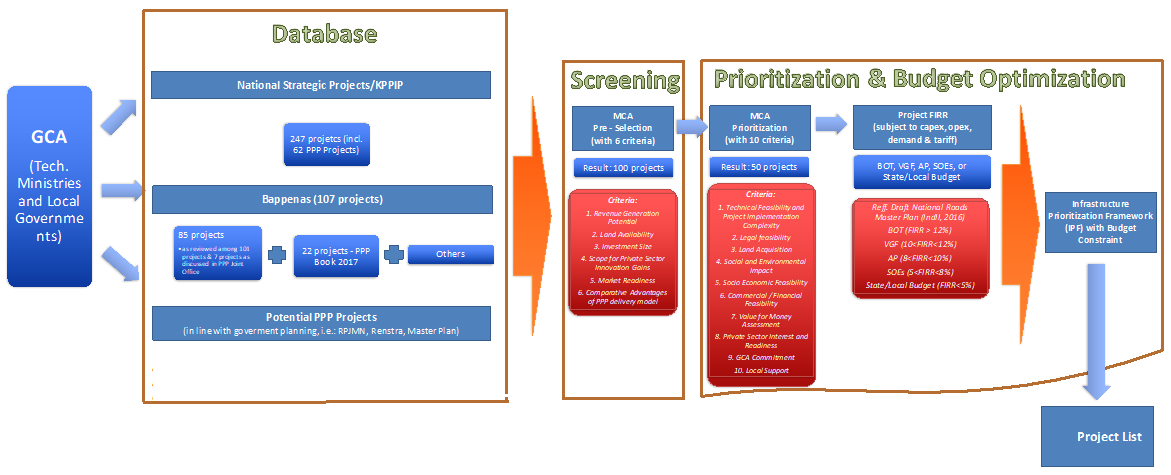 Database
Screening
Prioritization & Budget Optimization
GCA
(Tech.
Ministries
and Local
Governme
nts)
National Strategic Projects/KPPIP
247 projetcs (incl.
62 PPP Projects)
Bappenas (107 projects)
85 projects
• as reviewed among 101
projects & 7 projects as
discussed in PPP Joint
Office
22 projects - PPP
Book 2017
Others
Potential PPP Projects
(in line with goverment planning, i.e.: RPJMN, Renstra, Master Plan)
MCA
Pre - Selection
(with 6 criteria)
Result: 100 projects
Criteria:
1. Revenue Generation
Potential
2. Land Availability
3. Investment Size
4. Scope for Private Sector
Innovation Gains
5. Market Readiness
6. Comparative Advantages
of PPP delivery model
MCA
Prioritization
(with 10 criteria)
Result: 50 projects
Criteria:
1. Technical Feasibility and
Project Implementation
Complexity
2. Legal feasibility
3. Land Acquisition
4. Social and Environmental
Impact
5. Socio Economic Feasibility
6. Commercial / Financial
Feasibility
7. Value for Money
Assessment
8. Private Sector Interest and
Readiness
9. GCA Commitment
10. Local Support
Project FIRR
(subject to capex, opex,
demand & tariff)
BOT, VGF, AP, SOEs, or
State/Local Budget
Reff. Draft National Roads
Master Plan (IndII, 2016)
BOT (FIRR > 12%)
VGF (10<FIRR<12%)
AP (8<FIRR<10%)
SOEs (5<FIRR<8%)
State/Local Budget (FIRR<5%)
Infrastructure
Prioritization Framework
(IPF) with Budget
Constraint
Project List